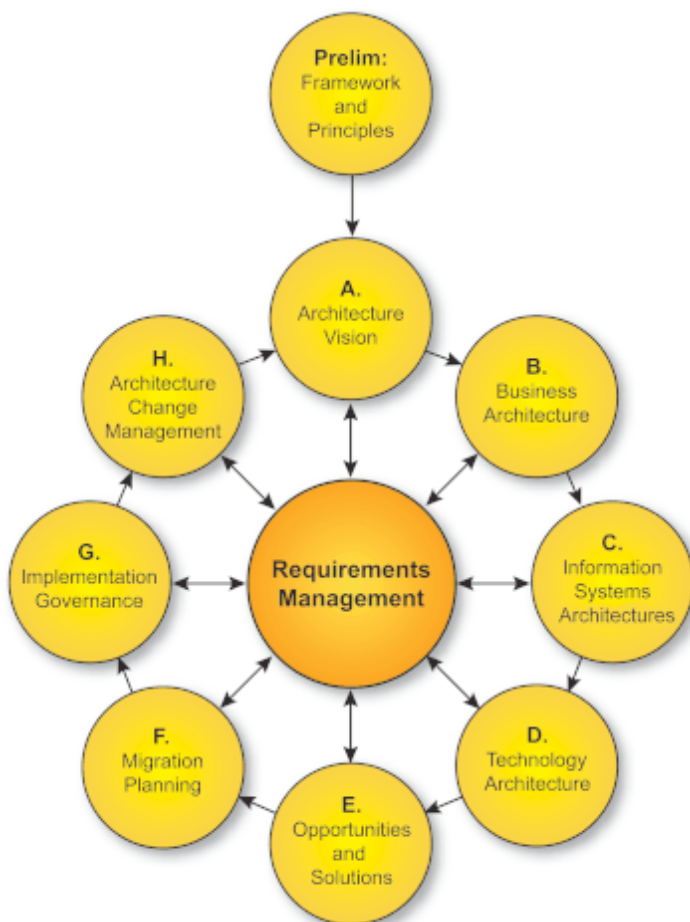 Prelim:
Framework
and
Principles
A.
Architecture
Vision
B.
Business
Architecture
C.
Information
Systems
Architectures
D.
Technology
Architecture
E.
Opportunities
and
Solutions
F.
Migration
Planning
G.
Implementation
Governance
H.
Architecture
Change
Management
Requirements
Management